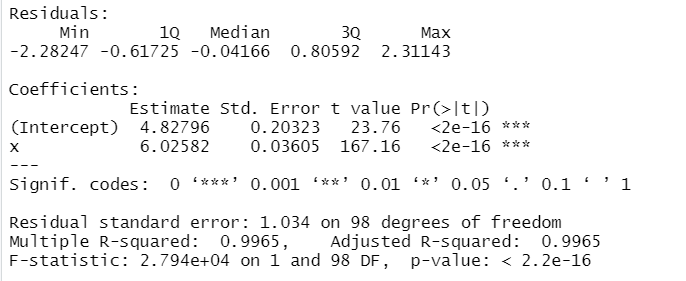 Residuals:
     Min       1Q   Median       3Q      Max
-2.28247 -0.61725 -0.04166  0.80592  2.31143

Coefficients:
            Estimate Std. Error t value Pr(>|t|)
(Intercept)  4.82796    0.20323   23.76   <2e-16 ***
x            6.02582    0.03605  167.16   <2e-16 ***
---
Signif. codes:  0 ‘***’ 0.001 ‘**’ 0.01 ‘*’ 0.05 ‘.’ 0.1 ‘ ’ 1

Residual standard error: 1.034 on 98 degrees of freedom
Multiple R-squared:  0.9965,    Adjusted R-squared:  0.9965
F-statistic: 2.794e+04 on 1 and 98 DF,  p-value: < 2.2e-16